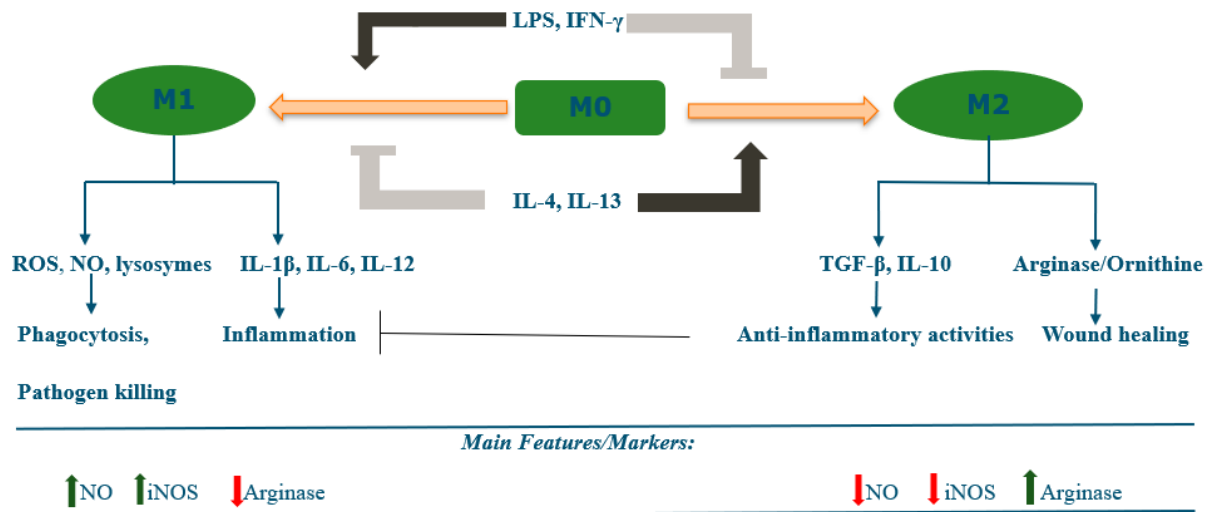 LPS, IFN-γ
M1
M0
M2
IL-4, IL-13
ROS, NO, lysosymes
IL-1β, IL-6, IL-12
TGF-β, IL-10
Arginase/Ornithine
Phagocytosis,
Pathogen killing
Inflammation
Anti-inflammatory activities
Wound healing
Main Features/Markers:
NO iNOS Arginase
NO iNOS Arginase